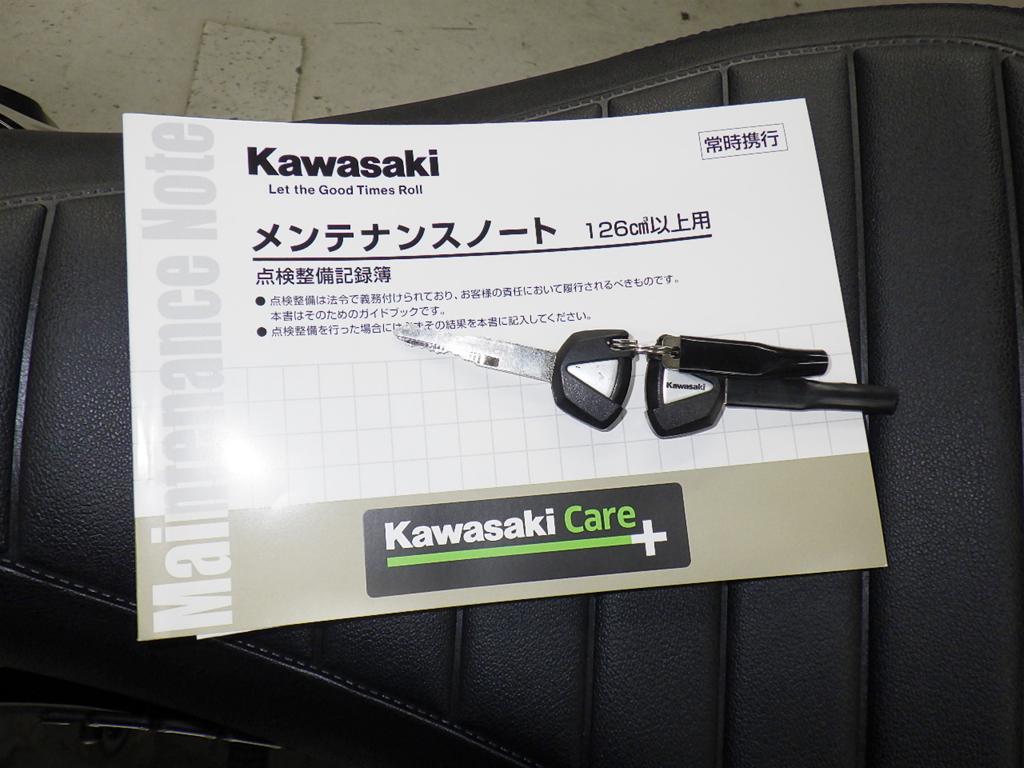 Maintenance Note
Kawasaki
Let the Good Times Roll
常時携行
メンテナンスノート 126cm³以上用
点検整備記録簿
● 点検整備は法令で義務付けられており、お客様の責任において履行されるべきものです。
本書はそのためのガイドブックです。
● 点検整備を行った場合には必ずその結果を本書に記入してください。
Kawasaki
Kawasaki Care